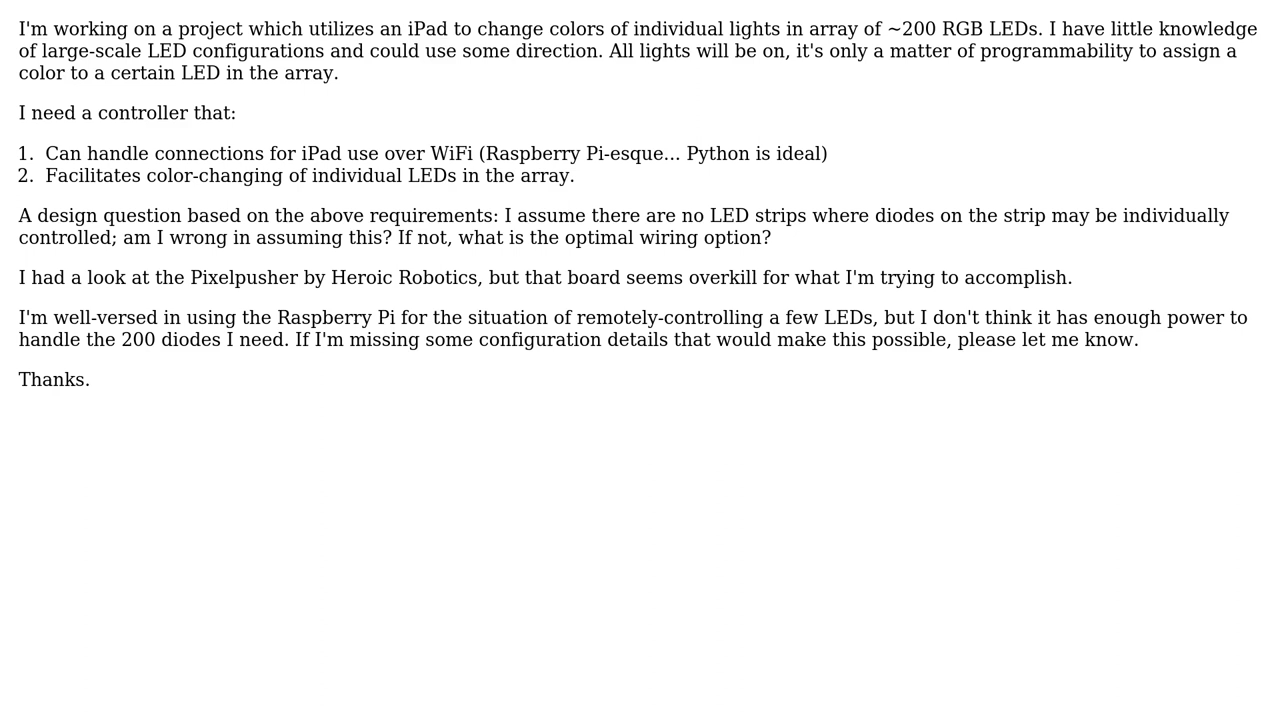 I'm working on a project which utilizes an iPad to change colors of individual lights in array of ~200 RGB LEDs. I have little knowledge
of large-scale LED configurations and could use some direction. All lights will be on, it's only a matter of programmability to assign a
color to a certain LED in the array.
I need a controller that:
1. Can handle connections for iPad use over WiFi (Raspberry Pi-esque... Python is ideal)
2. Facilitates color-changing of individual LEDs in the array.
A design question based on the above requirements: I assume there are no LED strips where diodes on the strip may be individually
controlled; am I wrong in assuming this? If not, what is the optimal wiring option?
I had a look at the Pixelpusher by Heroic Robotics, but that board seems overkill for what I'm trying to accomplish.
I'm well-versed in using the Raspberry Pi for the situation of remotely-controlling a few LEDs, but I don't think it has enough power to
handle the 200 diodes I need. If I'm missing some configuration details that would make this possible, please let me know.
Thanks.